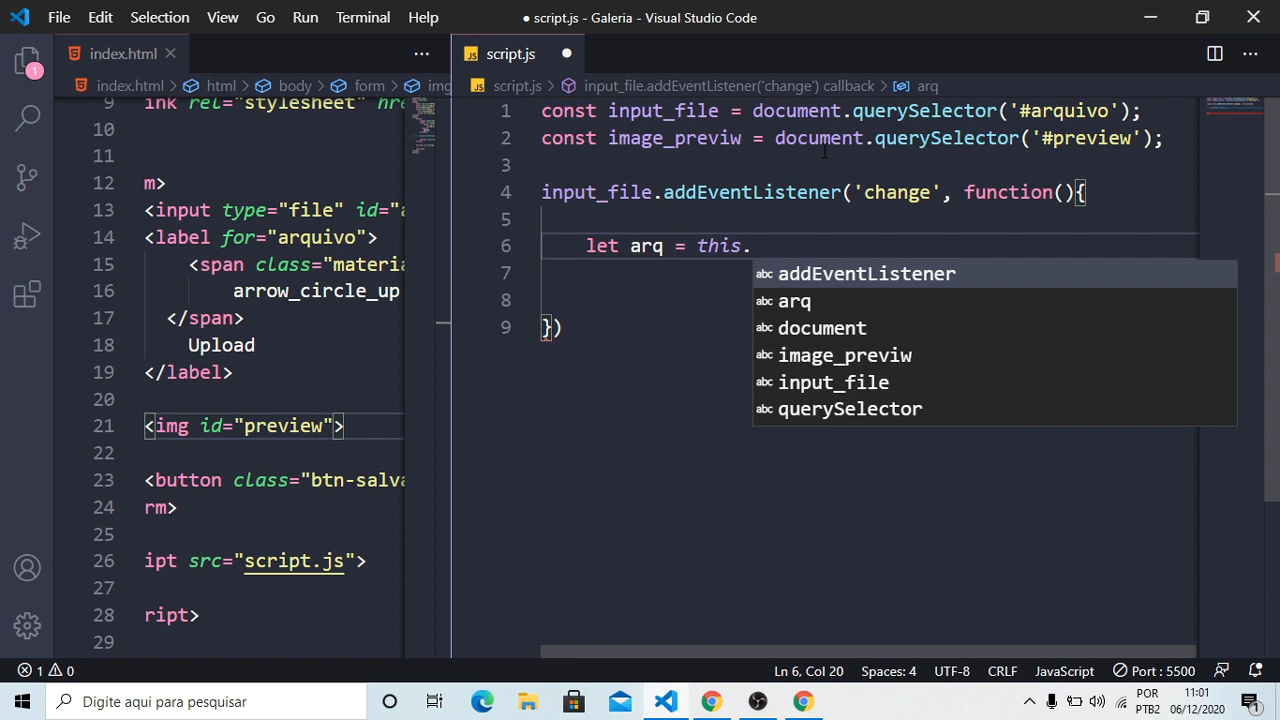 File Edit Selection View Go Run Terminal Help
● script.js - Galeria - Visual Studio Code
index.html
script.js
index.html > html > body > form > img
script.js > input_file.addEventListener('change') callback > arq
1
9 ink rel="stylesheet" hre
10
11
12 m>
13 <input type="file" id="a
14 <label for="arquivo">
15 <span class="materia
16 arrow_circle_up
17 </span>
18 Upload
19 </label>
20
21 <img id="preview">
22
23 <button class="btn-salva
24 rm>
25
26 ipt src="script.js">
27
28 ript>
29
1 const input_file = document.querySelector('#arquivo');
2 const image_previw = document.querySelector('#preview');
3
4 input_file.addEventListener('change', function(){
5
6 let arq = this.
7
8
9 })
abc addEventListener
abc arq
abc document
abc image_previw
abc input_file
abc querySelector
1 0
Ln 6, Col 20 Spaces: 4 UTF-8 CRLF JavaScript Port : 5500
Digite aqui para pesquisar
POR
PTB2
11:01
06/12/2020
1